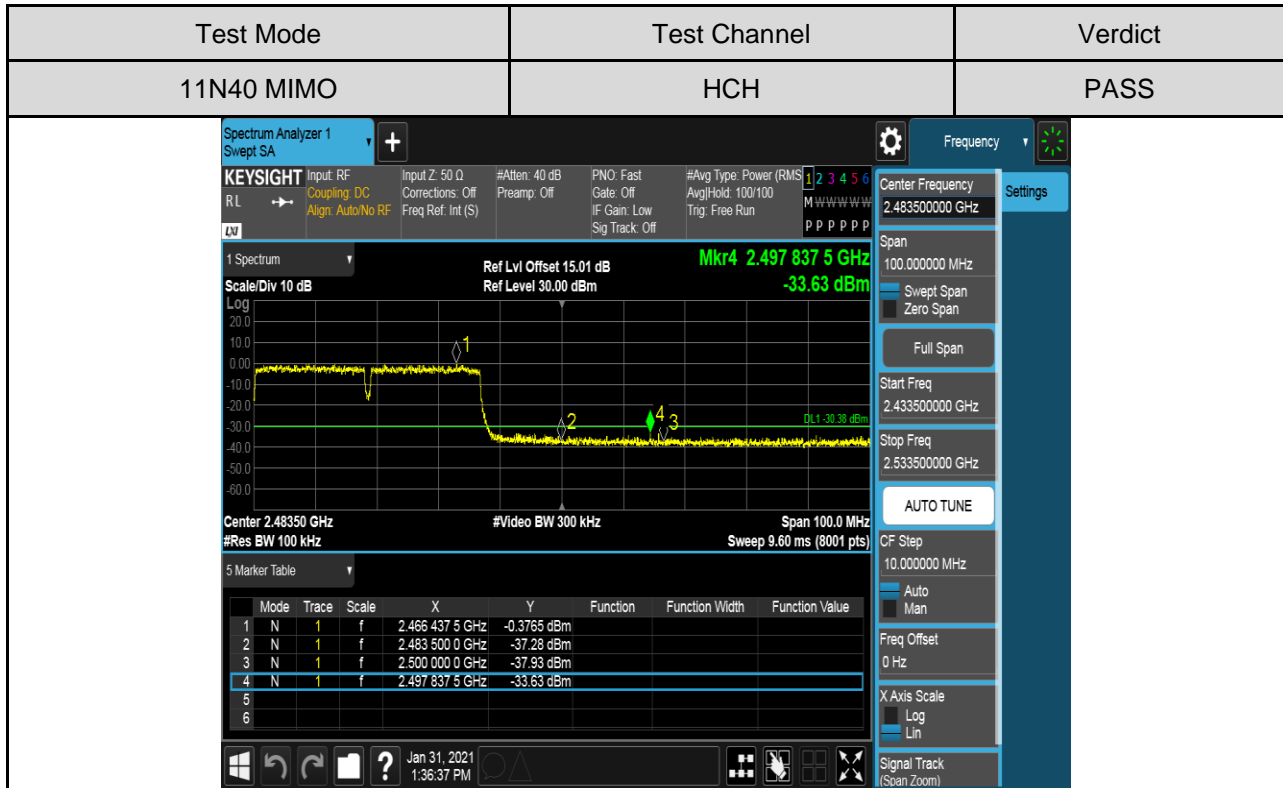 Test Mode Test Channel Verdict
11N40 MIMO HCH PASS
Spectrum Analyzer 1
Swept SA
+
Frequency
KEYSIGHT Input: RF Input Z: 50 Ω #Atten: 40 dB PNO: Fast #Avg Type: Power (RMS 1 2 3 4 5 6
RL Coupling: DC Corrections: Off Preamp: Off Gate: Off Avg|Hold: 100/100 M W W W W W
Align: Auto/No RF Freq Ref: Int (S) IF Gain: Low Trig: Free Run
LXI Sig Track: Off P P P P P P
Center Frequency
2.483500000 GHz
Settings
Span
100.000000 MHz
Swept Span
Zero Span
Full Span
Start Freq
2.433500000 GHz
Stop Freq
2.533500000 GHz
AUTO TUNE
CF Step
10.000000 MHz
Auto
Man
Freq Offset
0 Hz
X Axis Scale
Log
Lin
Signal Track
(Span Zoom)
1 Spectrum
Ref Lvl Offset 15.01 dB Mkr4 2.497 837 5 GHz
Scale/Div 10 dB Ref Level 30.00 dBm -33.63 dBm
Log
20.0
10.0
0.00
-10.0
-20.0
-30.0
-40.0
-50.0
-60.0
1
2
4
3
DL1 -30.38 dBm
Center 2.48350 GHz #Video BW 300 kHz Span 100.0 MHz
#Res BW 100 kHz Sweep 9.60 ms (8001 pts)
5 Marker Table
Mode Trace Scale X Y Function Function Width Function Value
1 N 1 f 2.466 437 5 GHz -0.3765 dBm
2 N 1 f 2.483 500 0 GHz -37.28 dBm
3 N 1 f 2.500 000 0 GHz -37.93 dBm
4 N 1 f 2.497 837 5 GHz -33.63 dBm
5
6
? Jan 31, 2021
1:36:37 PM